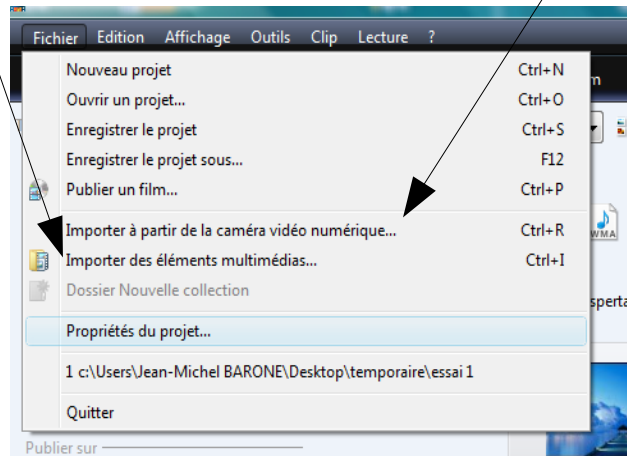 Fichier Edition Affichage Outils Clip Lecture ?
Nouveau projet Ctrl+N
Ouvrir un projet... Ctrl+O
Enregistrer le projet Ctrl+S
Enregistrer le projet sous... F12
Publier un film... Ctrl+P
Importer à partir de la caméra vidéo numérique... Ctrl+R
WMA
Importer des éléments multimédias... Ctrl+I
Dossier Nouvelle collection
Propriétés du projet...
1 c:\Users\Jean-Michel BARONE\Desktop\temporaire\essai 1
Quitter
Publier sur